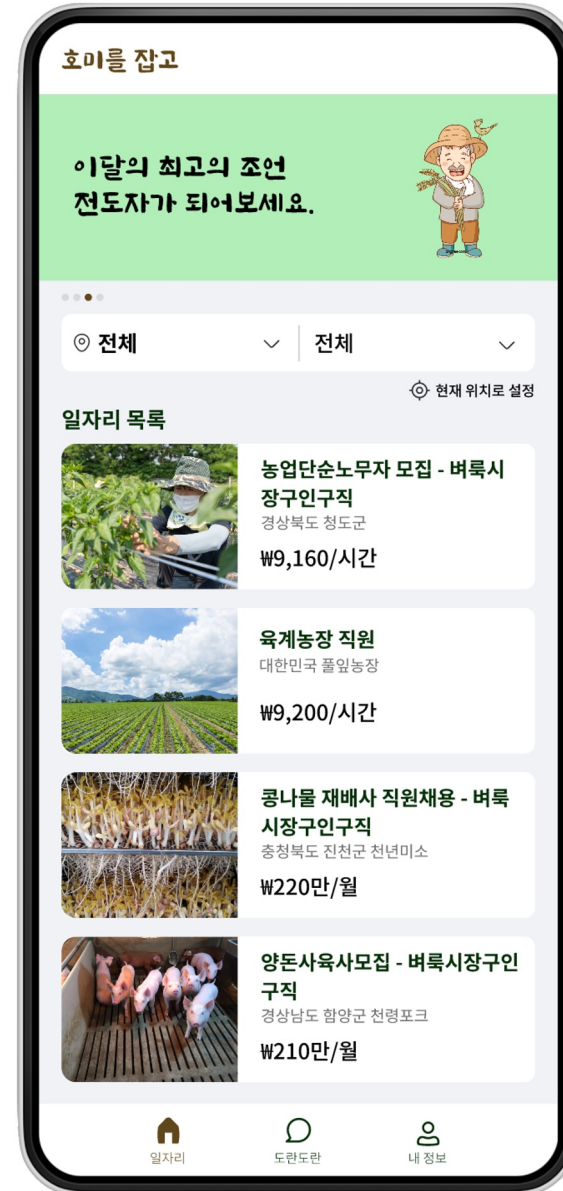 호미를 잡고
이달의 최고의 조언
전도자가 되어보세요.
전체
전체
현재 위치로 설정
일자리 목록
농업단순노무자 모집 - 벼룩시
장구인구직
경상북도 청도군
₩9,160/시간
육계농장 직원
대한민국 풀잎농장
₩9,200/시간
콩나물 재배사 직원채용 - 벼룩
시장구인구직
충청북도 진천군 천년미소
₩220만/월
양돈사육사모집 - 벼룩시장구인
구직
경상남도 함양군 천령포크
₩210만/월
일자리
도란도란
내 정보